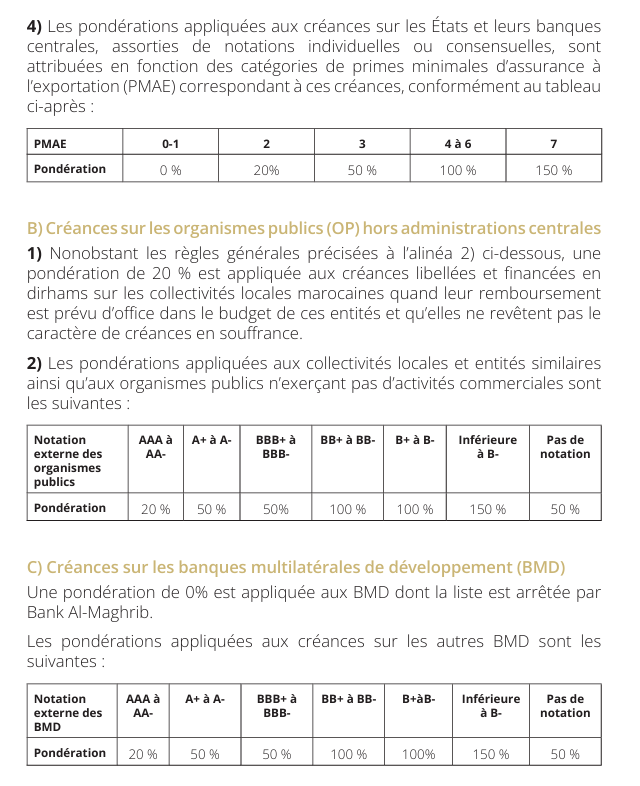 4) Les pondérations appliquées aux créances sur les États et leurs banques
centrales, assorties de notations individuelles ou consensuelles, sont
attribuées en fonction des catégories de primes minimales d’assurance à
l’exportation (PMAE) correspondant à ces créances, conformément au tableau
ci-après :
PMAE 0-1 2 3 4 à 6 7
Pondération 0 % 20% 50 % 100 % 150 %
B) Créances sur les organismes publics (OP) hors administrations centrales
1) Nonobstant les règles générales précisées à l’alinéa 2) ci-dessous, une
pondération de 20 % est appliquée aux créances libellées et financées en
dirhams sur les collectivités locales marocaines quand leur remboursement
est prévu d’office dans le budget de ces entités et qu’elles ne revêtent pas le
caractère de créances en souffrance.
2) Les pondérations appliquées aux collectivités locales et entités similaires
ainsi qu’aux organismes publics n’exerçant pas d’activités commerciales sont
les suivantes :
Notation AAA à A+ à A- BBB+ à BB+ à BB- B+ à B- Inférieure Pas de
externe des AA- BBB- à B- notation
organismes
publics
Pondération 20 % 50 % 50% 100 % 100 % 150 % 50 %
C) Créances sur les banques multilatérales de développement (BMD)
Une pondération de 0% est appliquée aux BMD dont la liste est arrêtée par
Bank Al-Maghrib.
Les pondérations appliquées aux créances sur les autres BMD sont les
suivantes :
Notation AAA à A+ à A- BBB+ à BB+ à BB- B+àB- Inférieure Pas de
externe des AA- BBB- à B- notation
BMD
Pondération 20 % 50 % 50 % 100 % 100% 150 % 50 %